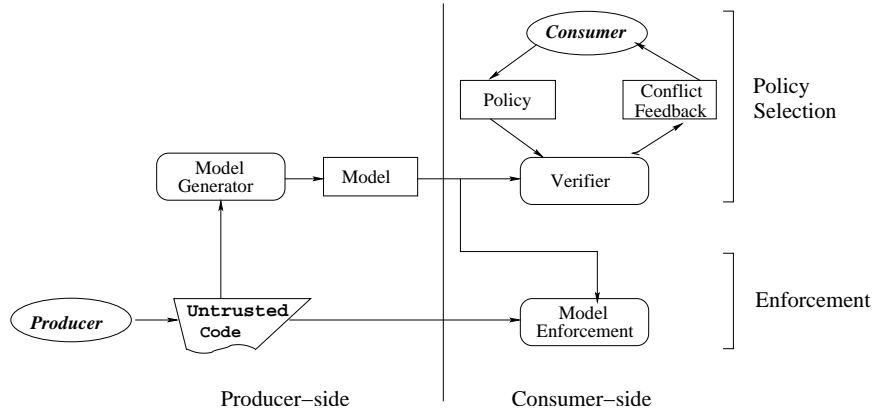 Consumer
Policy
Conflict
Feedback
Policy
Selection
Model
Generator
Model
Verifier
Producer
Untrusted
Code
Model
Enforcement
Enforcement
Producer–side
Consumer–side